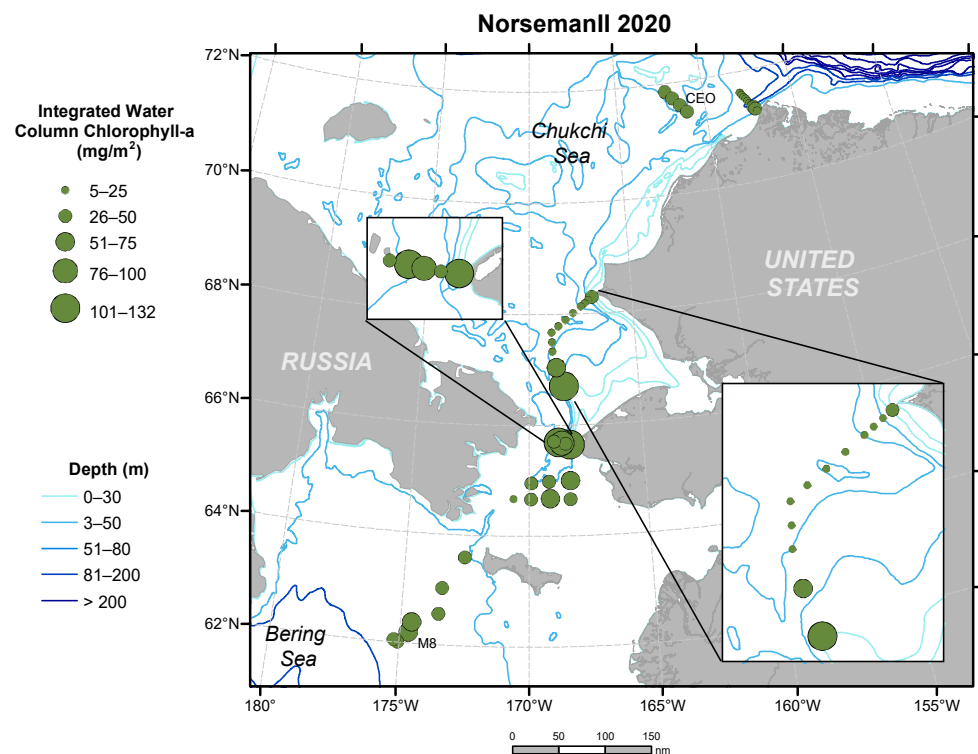 NorsemanII 2020
Integrated Water
Column Chlorophyll-a
(mg/m²)
5–25
26–50
51–75
76–100
101–132
Depth (m)
0–30
3–50
51–80
81–200
> 200
72°N
70°N
68°N
66°N
64°N
62°N
CEO
Chukchi
Sea
UNITED
STATES
RUSSIA
M8
Bering
Sea
180°
175°W
170°W
165°W
160°W
155°W
0 50 100 150
nm